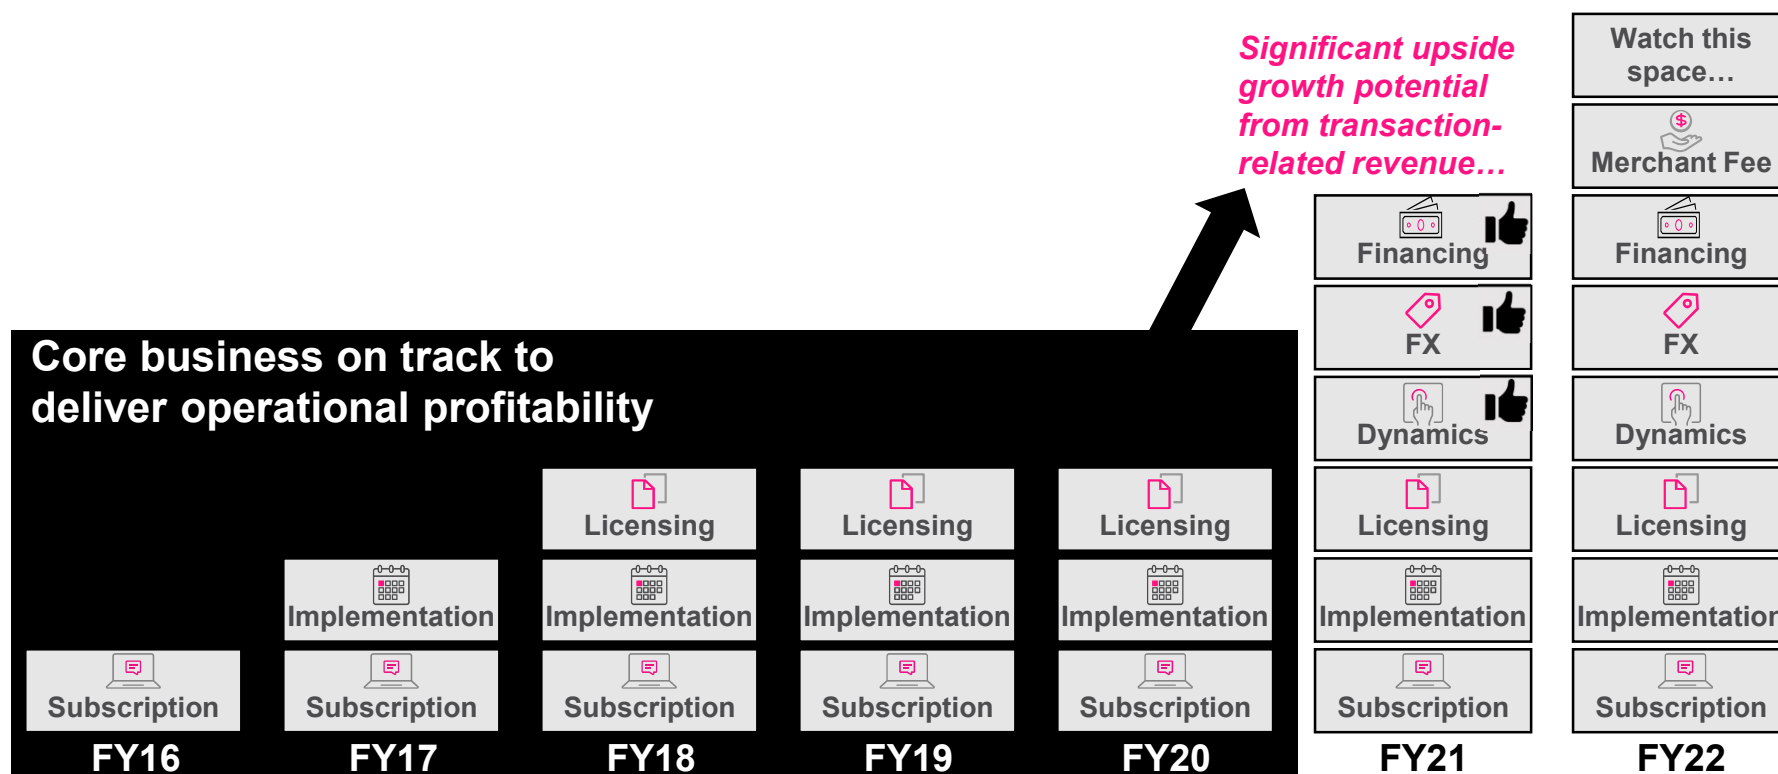 Significant upside
growth potential
from transaction-
related revenue…
Watch this
space…
Merchant Fee
Financing
Financing
FX
FX
Core business on track to
deliver operational profitability
Dynamics
Dynamics
Licensing
Licensing
Licensing
Licensing
Licensing
Implementation
Implementation
Implementation
Implementation
Implementation
Implementation
Subscription
Subscription
Subscription
Subscription
Subscription
Subscription
Subscription
FY16
FY17
FY18
FY19
FY20
FY21
FY22